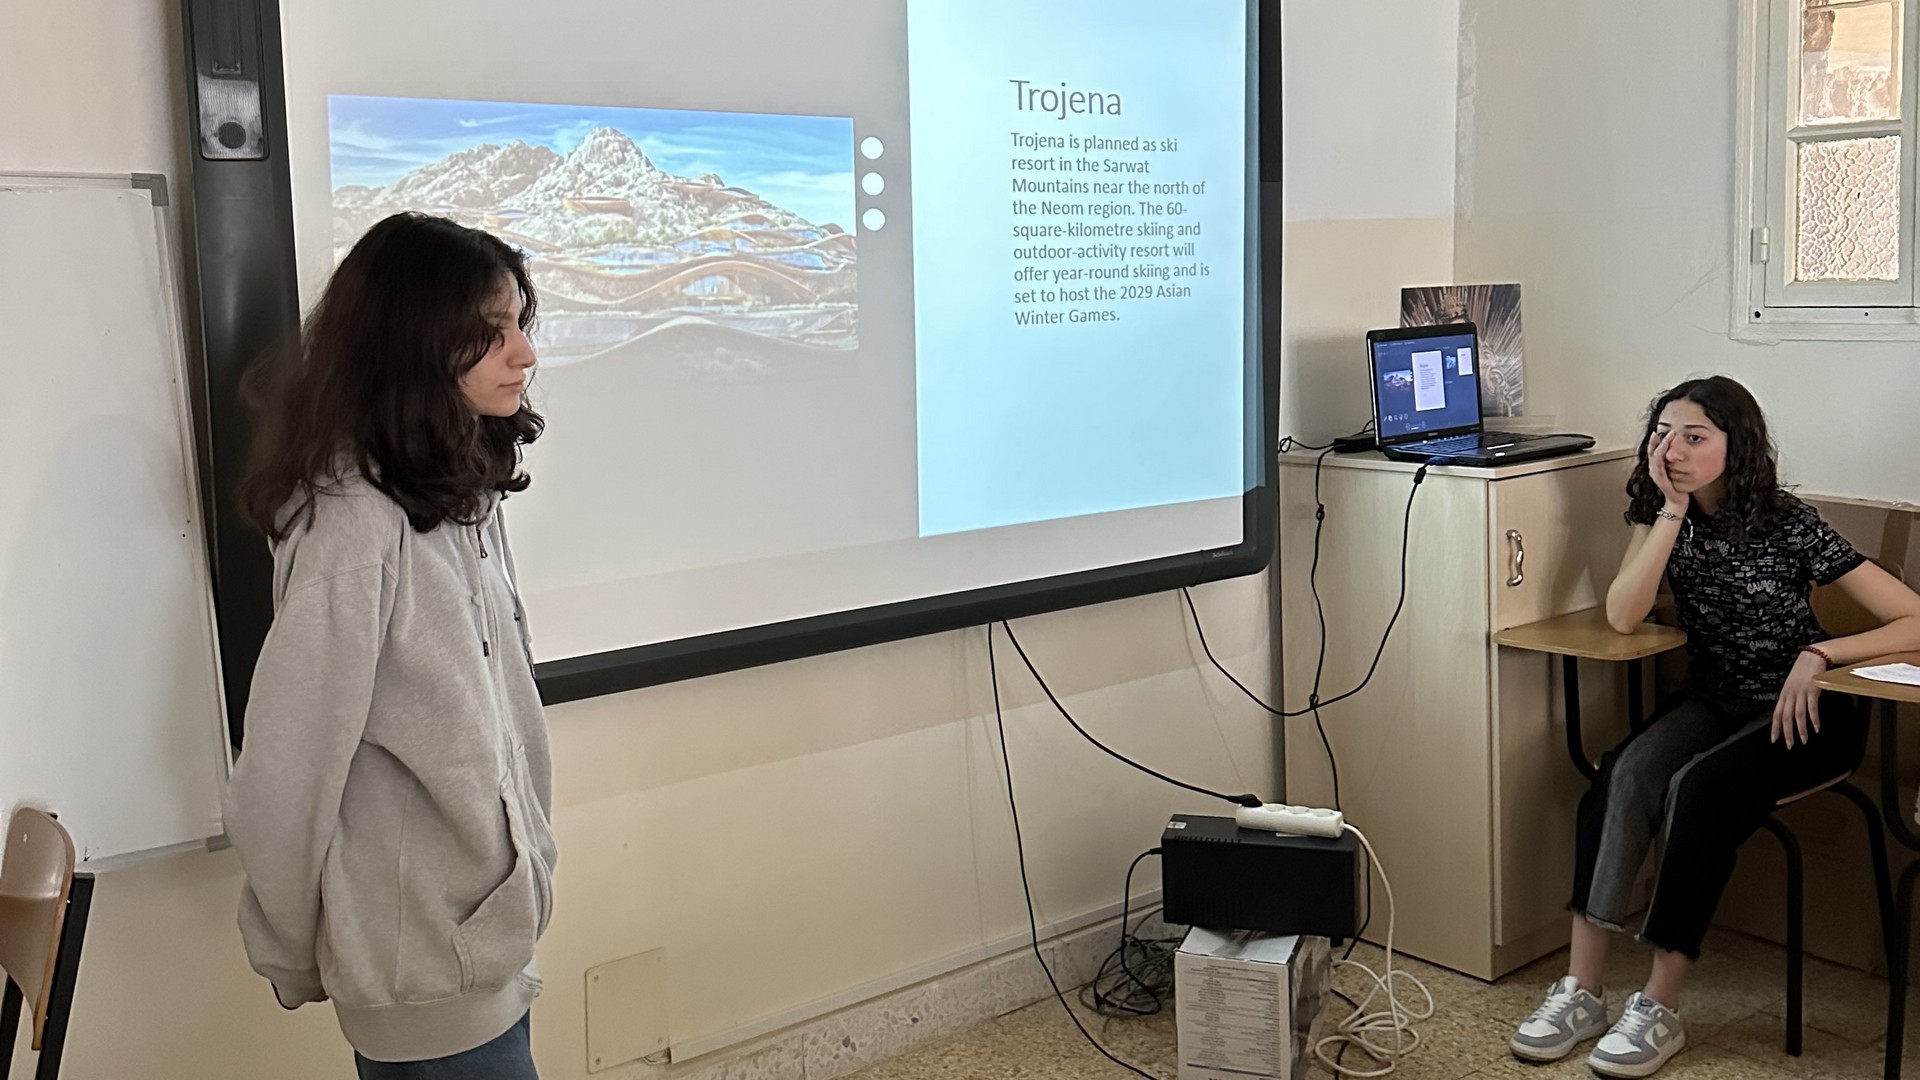 Trojena
Trojena is planned as ski
resort in the Sarwat
Mountains near the north of
the Neom region. The 60-
square-kilometre skiing and
outdoor-activity resort will
offer year-round skiing and is
set to host the 2029 Asian
Winter Games.
SAVAGE